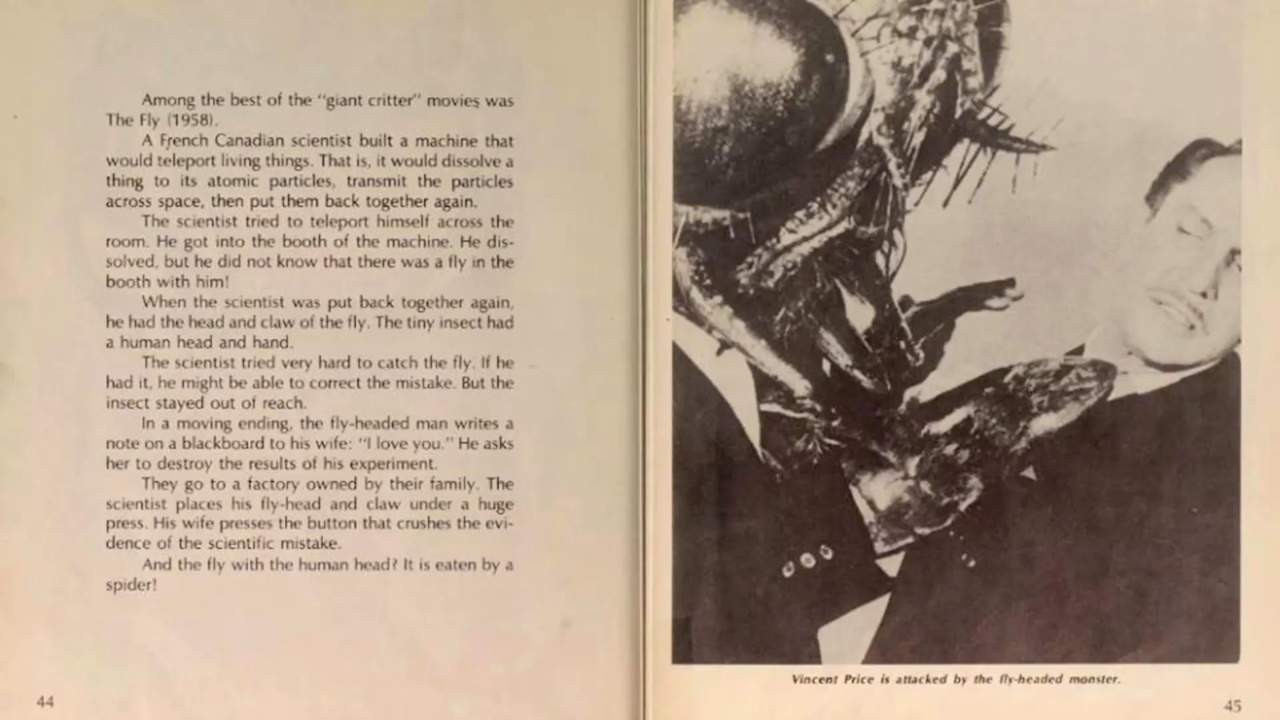 Among the best of the "giant critter" movies was
The Fly (1958).
A French Canadian scientist built a machine that
would teleport living things. That is, it would dissolve a
thing to its atomic particles, transmit the particles
across space, then put them back together again.
The scientist tried to teleport himself across the
room. He got into the booth of the machine. He dis-
solved, but he did not know that there was a fly in the
booth with him!
When the scientist was put back together again,
he had the head and claw of the fly. The tiny insect had
a human head and hand.
The scientist tried very hard to catch the fly. If he
had it, he might be able to correct the mistake. But the
insect stayed out of reach.
In a moving ending, the fly-headed man writes a
note on a blackboard to his wife: "I love you." He asks
her to destroy the results of his experiment.
They go to a factory owned by their family. The
scientist places his fly-head and claw under a huge
press. His wife presses the button that crushes the evi-
dence of the scientific mistake.
And the fly with the human head? It is eaten by a
spider!
44
Vincent Price is attacked by the fly-headed monster.
45